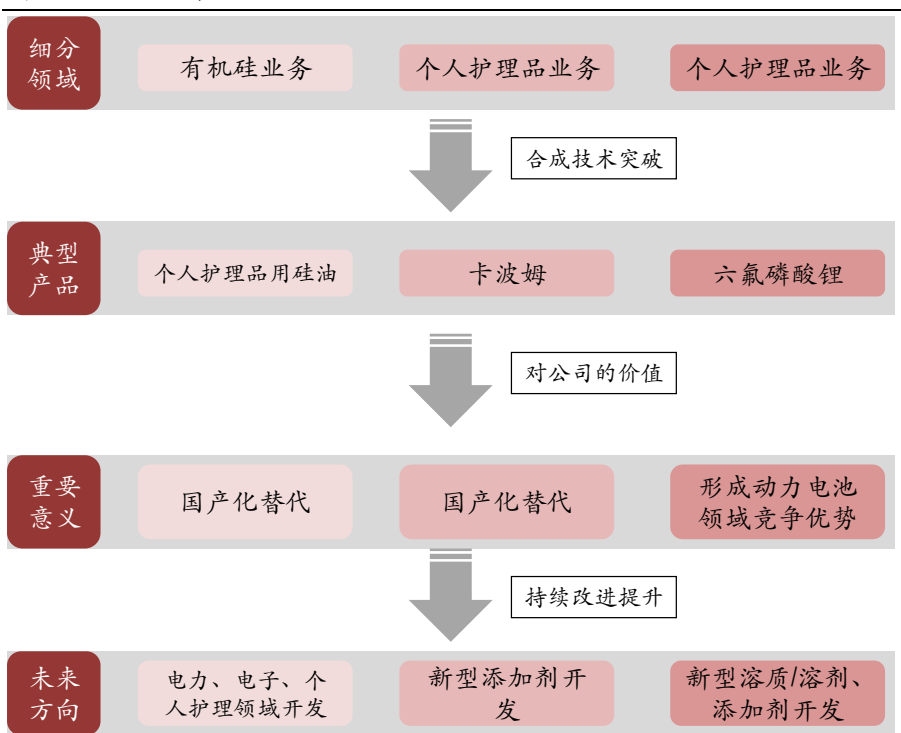 细分
领域
有机硅业务
个人护理品业务
个人护理品业务
合成技术突破
典型
产品
个人护理品用硅油
卡波姆
六氟磷酸锂
对公司的价值
重要
意义
国产化替代
国产化替代
形成动力电池
领域竞争优势
持续改进提升
未来
方向
电力、电子、个
人护理领域开发
新型添加剂开
发
新型溶质/溶剂、
添加剂开发